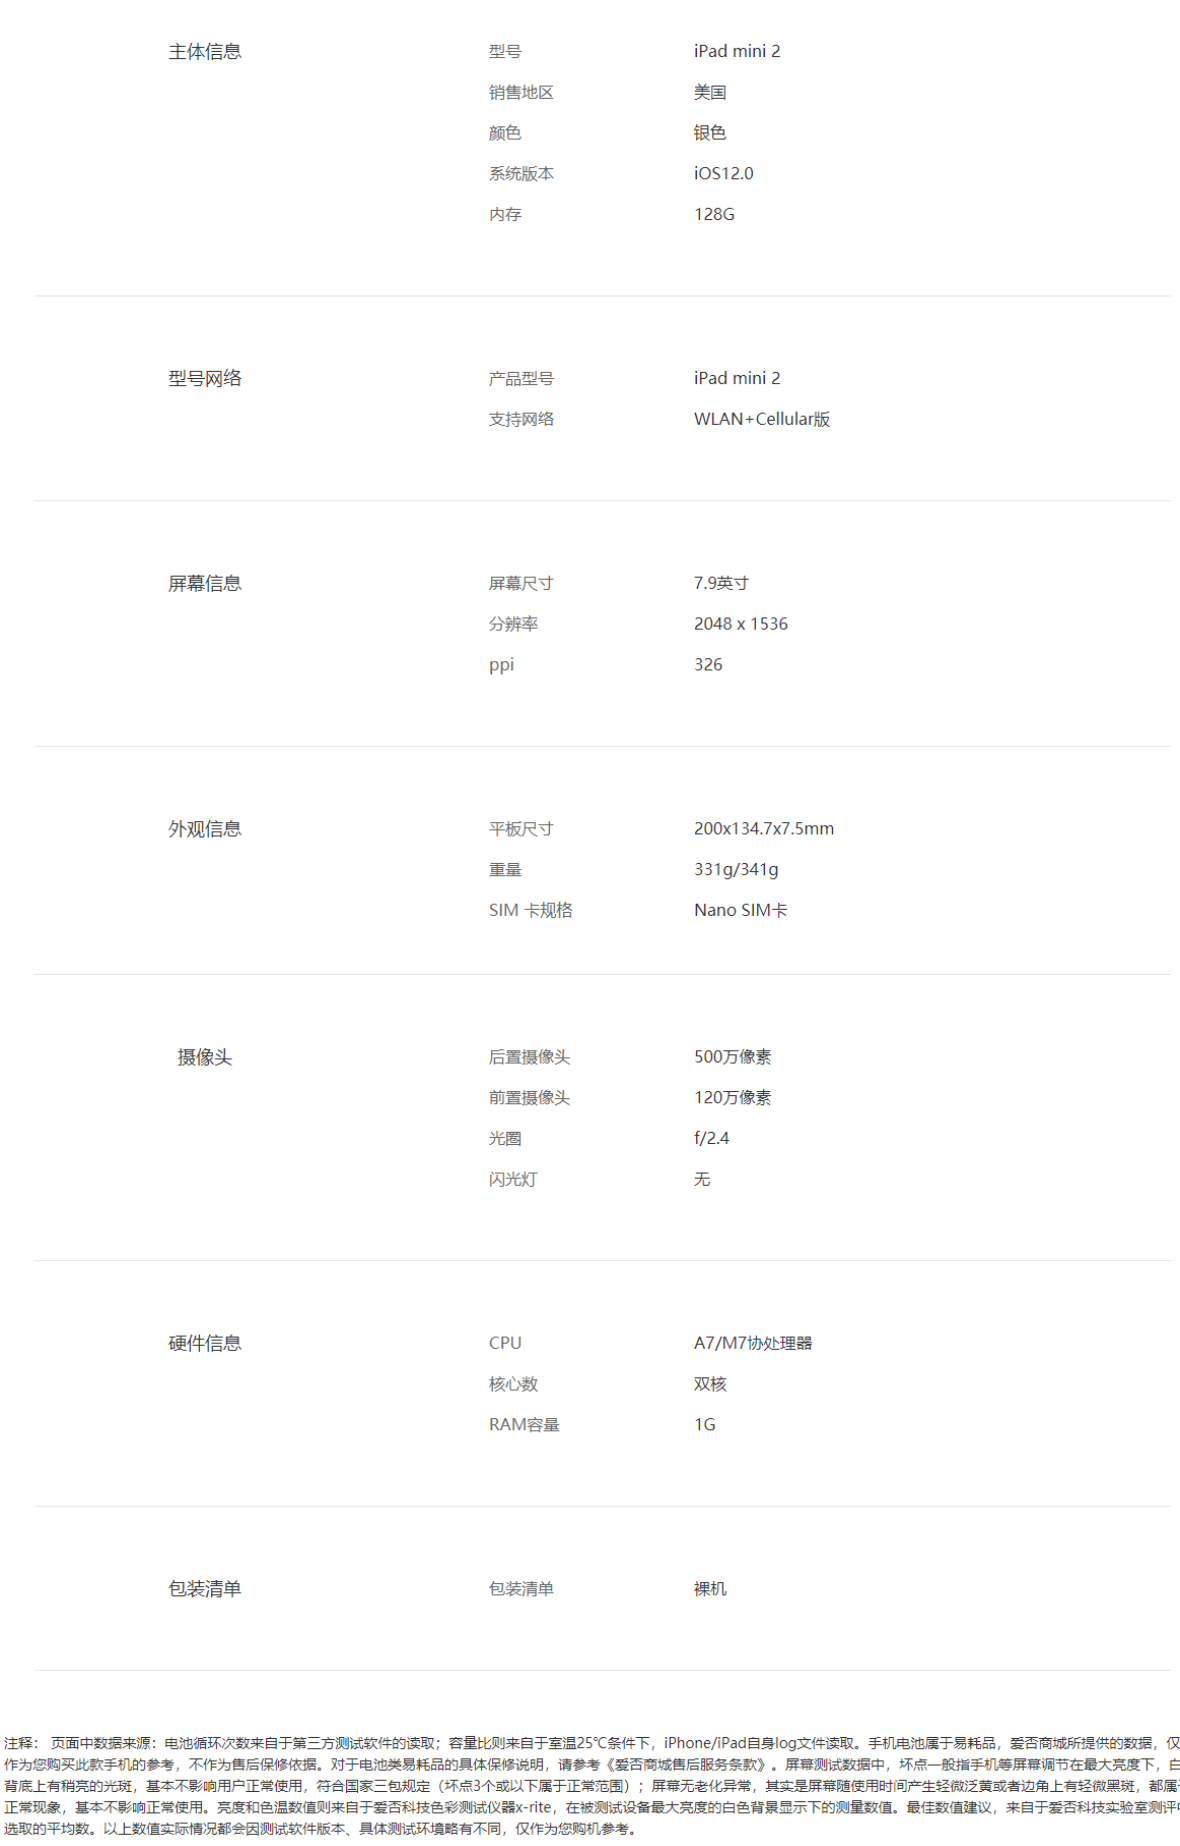 主体信息 型号 iPad mini 2
销售地区 美国
颜色 银色
系统版本 iOS12.0
内存 128G
型号网络 产品型号 iPad mini 2
支持网络 WLAN+Cellular版
屏幕信息 屏幕尺寸 7.9英寸
分辨率 2048 x 1536
ppi 326
外观信息 平板尺寸 200x134.7x7.5mm
重量 331g/341g
SIM 卡规格 Nano SIM卡
摄像头 后置摄像头 500万像素
前置摄像头 120万像素
光圈 f/2.4
闪光灯 无
硬件信息 CPU A7/M7协处理器
核心数 双核
RAM容量 1G
包装清单 包装清单 裸机
注释： 页面中数据来源：电池循环次数来自于第三方测试软件的读取；容量比则来自于室温25℃条件下，iPhone/iPad自身log文件读取。手机电池属于易耗品，爱否商城所提供的数据，仅
作为您购买此款手机的参考，不作为售后保修依据。对于电池类易耗品的具体保修说明，请参考《爱否商城售后服务条款》。屏幕测试数据中，坏点一般指手机等屏幕调节在最大亮度下，白
背底上有稍亮的光斑，基本不影响用户正常使用，符合国家三包规定（坏点3个或以下属于正常范围）；屏幕无老化异常，其实是屏幕随使用时间产生轻微泛黄或者边角上有轻微黑斑，都属于
正常现象，基本不影响正常使用。亮度和色温数值则来自于爱否科技色彩测试仪器x-rite，在被测试设备最大亮度的白色背景显示下的测量数值。最佳数值建议，来自于爱否科技实验室测评中
选取的平均数。以上数值实际情况都会因测试软件版本、具体测试环境略有不同，仅作为您购机参考。